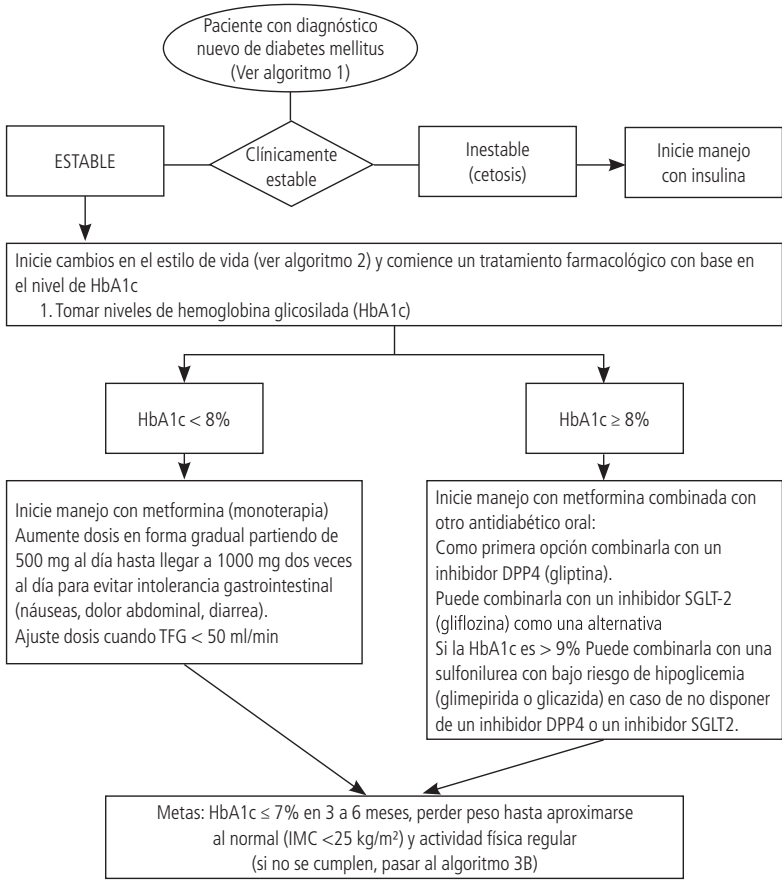 Paciente con diagnóstico
nuevo de diabetes mellitus
(Ver algoritmo 1)
ESTABLE
Clínicamente
estable
Inestable
(cetosis)
Inicie manejo
con insulina
Inicie cambios en el estilo de vida (ver algoritmo 2) y comience un tratamiento farmacológico con base en
el nivel de HbA1c
1. Tomar niveles de hemoglobina glicosilada (HbA1c)
HbA1c < 8%
HbA1c ≥ 8%
Inicie manejo con metformina (monoterapia)
Aumente dosis en forma gradual partiendo de
500 mg al día hasta llegar a 1000 mg dos veces
al día para evitar intolerancia gastrointestinal
(náuseas, dolor abdominal, diarrea).
Ajuste dosis cuando TFG < 50 ml/min
Inicie manejo con metformina combinada con
otro antidiabético oral:
Como primera opción combinarla con un
inhibidor DPP4 (gliptina).
Puede combinarla con un inhibidor SGLT-2
(gliflozina) como una alternativa
Si la HbA1c es > 9% Puede combinarla con una
sulfonilurea con bajo riesgo de hipoglicemia
(glimepirida o glicazida) en caso de no disponer
de un inhibidor DPP4 o un inhibidor SGLT2.
Metas: HbA1c ≤ 7% en 3 a 6 meses, perder peso hasta aproximarse
al normal (IMC <25 kg/m²) y actividad física regular
(si no se cumplen, pasar al algoritmo 3B)